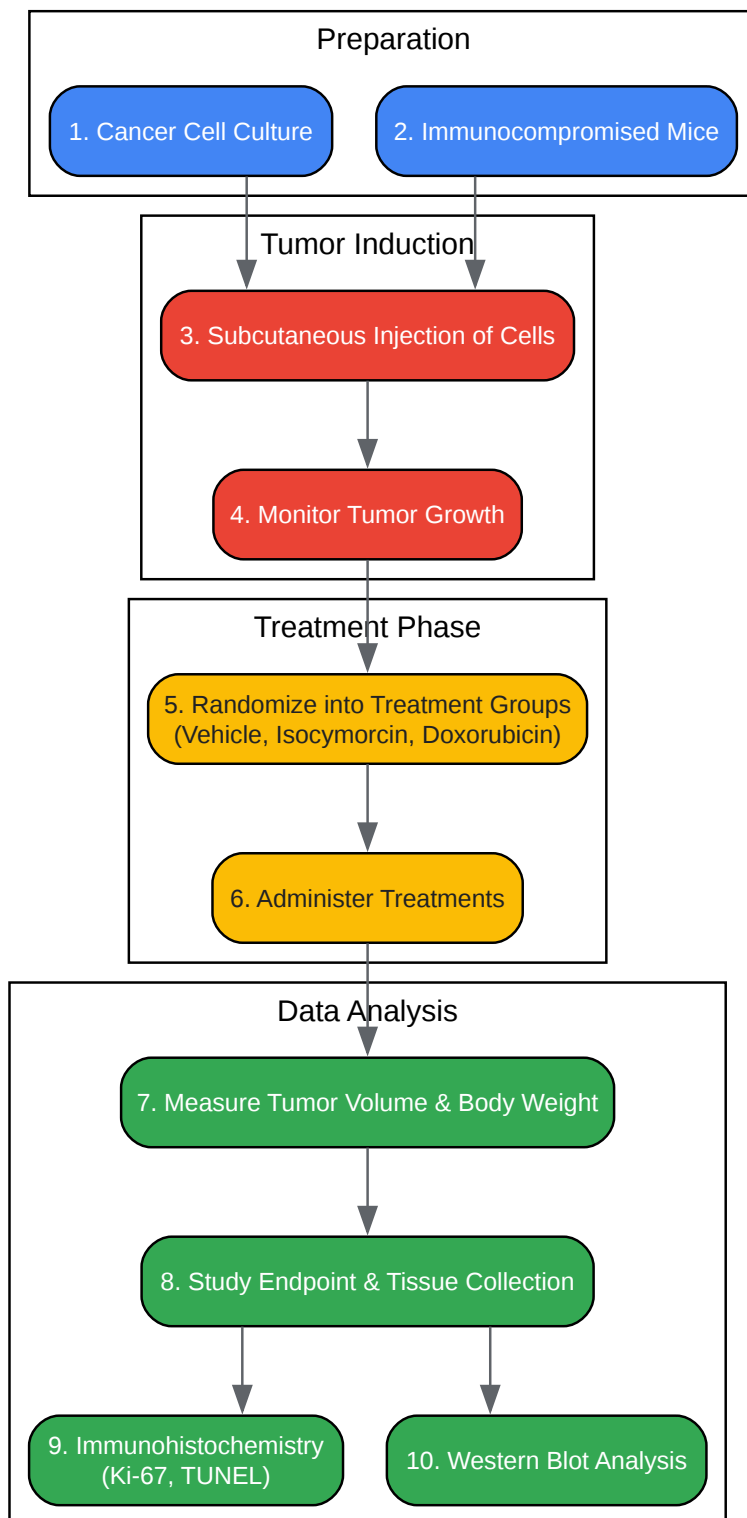 Preparation
1. Cancer Cell Culture
2. Immunocompromised Mice
Tumor Induction
3. Subcutaneous Injection of Cells
4. Monitor Tumor Growth
Treatment Phase
5. Randomize into Treatment Groups
(Vehicle, Isocymorcin, Doxorubicin)
6. Administer Treatments
Data Analysis
7. Measure Tumor Volume & Body Weight
8. Study Endpoint & Tissue Collection
9. Immunohistochemistry
(Ki-67, TUNEL)
10. Western Blot Analysis